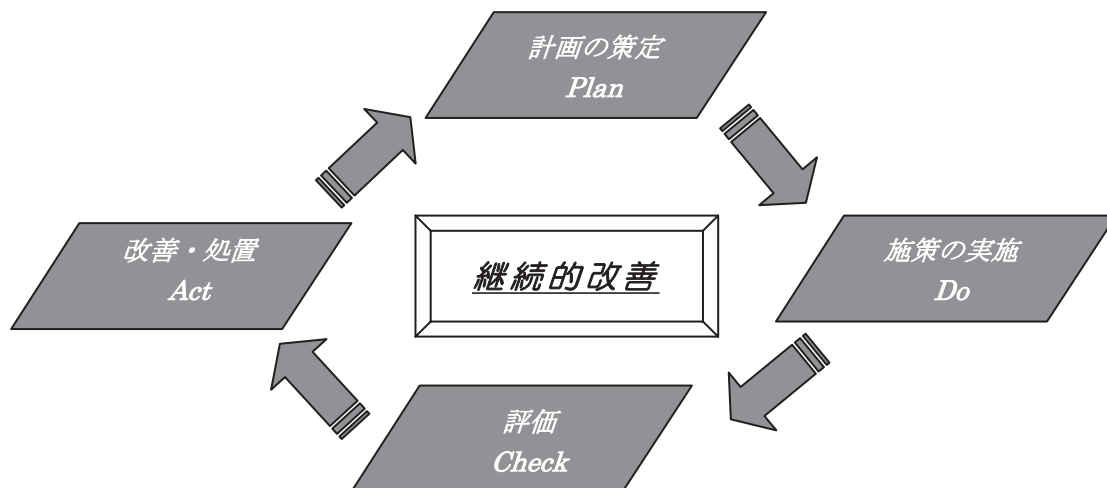 計画の策定
Plan
施策の実施
Do
評価
Check
改善・処置
Act
継続的改善